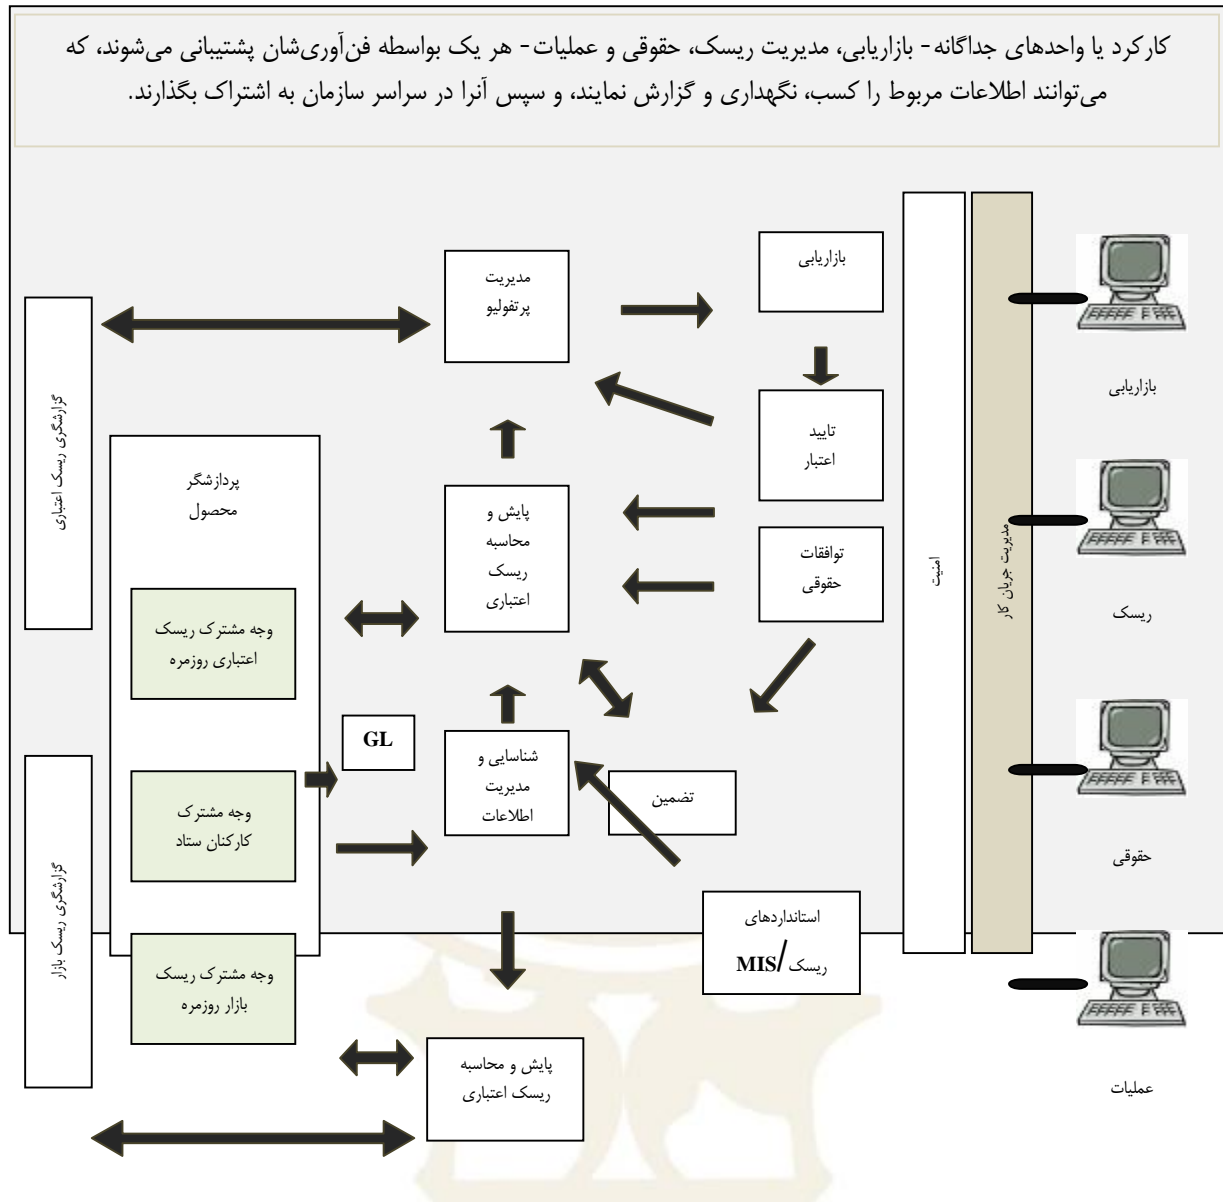 کارکرد یا واحدهای جداگانه- بازاریابی، مدیریت ریسک، حقوقی و عملیات- هر یک بواسطه فن‌آوری‌شان پشتیبانی می‌شوند، که
می‌توانند اطلاعات مربوط را کسب، نگهداری و گزارش نمایند، و سپس آنرا در سراسر سازمان به اشتراک بگذارند.
بازاریابی
ریسک
حقوقی
عملیات
مدیریت جریان کار
امنیت
بازاریابی
تایید
اعتبار
توافقات
حقوقی
تضمین
استانداردهای
ریسک/MIS
مدیریت
پرتفولیو
پایش و
محاسبه
ریسک
اعتباری
شناسایی و
مدیریت
اطلاعات
پایش و محاسبه
ریسک اعتباری
GL
پردازشگر
محصول
وجه مشترک ریسک
اعتباری روزمره
وجه مشترک
کارکنان ستاد
وجه مشترک ریسک
بازار روزمره
گزارشگری ریسک اعتباری
گزارشگری ریسک بازار